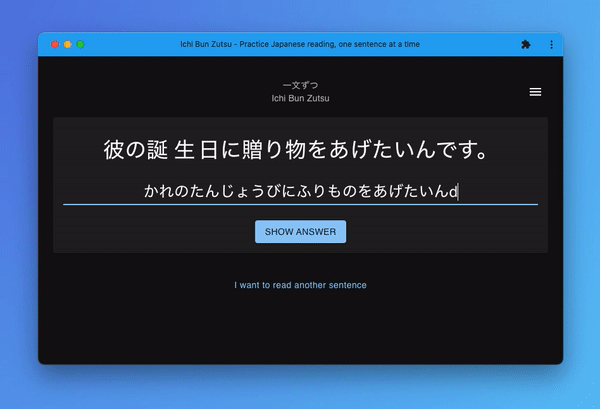 Ichi Bun Zutsu - Practice Japanese reading, one sentence at a time
一文ずつ
Ichi Bun Zutsu
彼の誕生日に贈り物をあげたいんです。
かれのたんじょうびにふりものをあげたいんd
SHOW ANSWER
I want to read another sentence